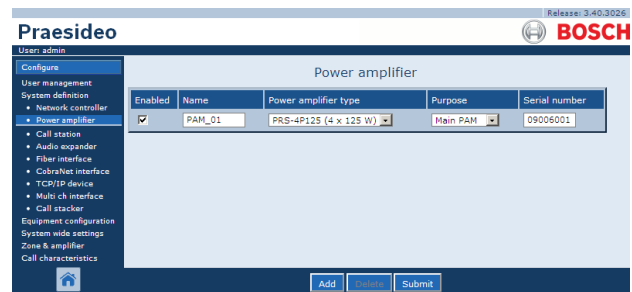 Release: 3.40.3026
Praesideo
BOSCH
User: admin
Configure
User management
System definition
• Network controller
• Power amplifier
• Call station
• Audio expander
• Fiber interface
• CobraNet interface
• TCP/IP device
• Multi ch interface
• Call stacker
Equipment configuration
System wide settings
Zone & amplifier
Call characteristics
Power amplifier
Enabled Name Power amplifier type Purpose Serial number
PAM_01 PRS-4P125 (4 x 125 W) Main PAM 09006001
Add Delete Submit